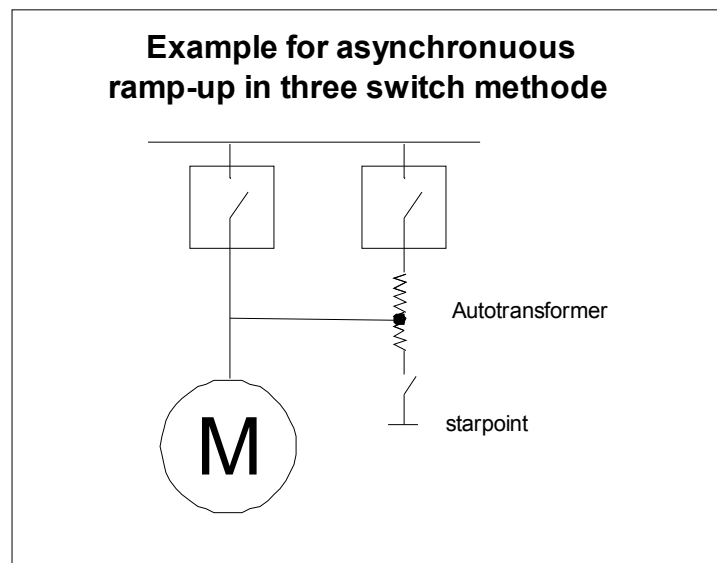 Example for asynchronuous
ramp-up in three switch methode
Autotransformer
starpoint
M